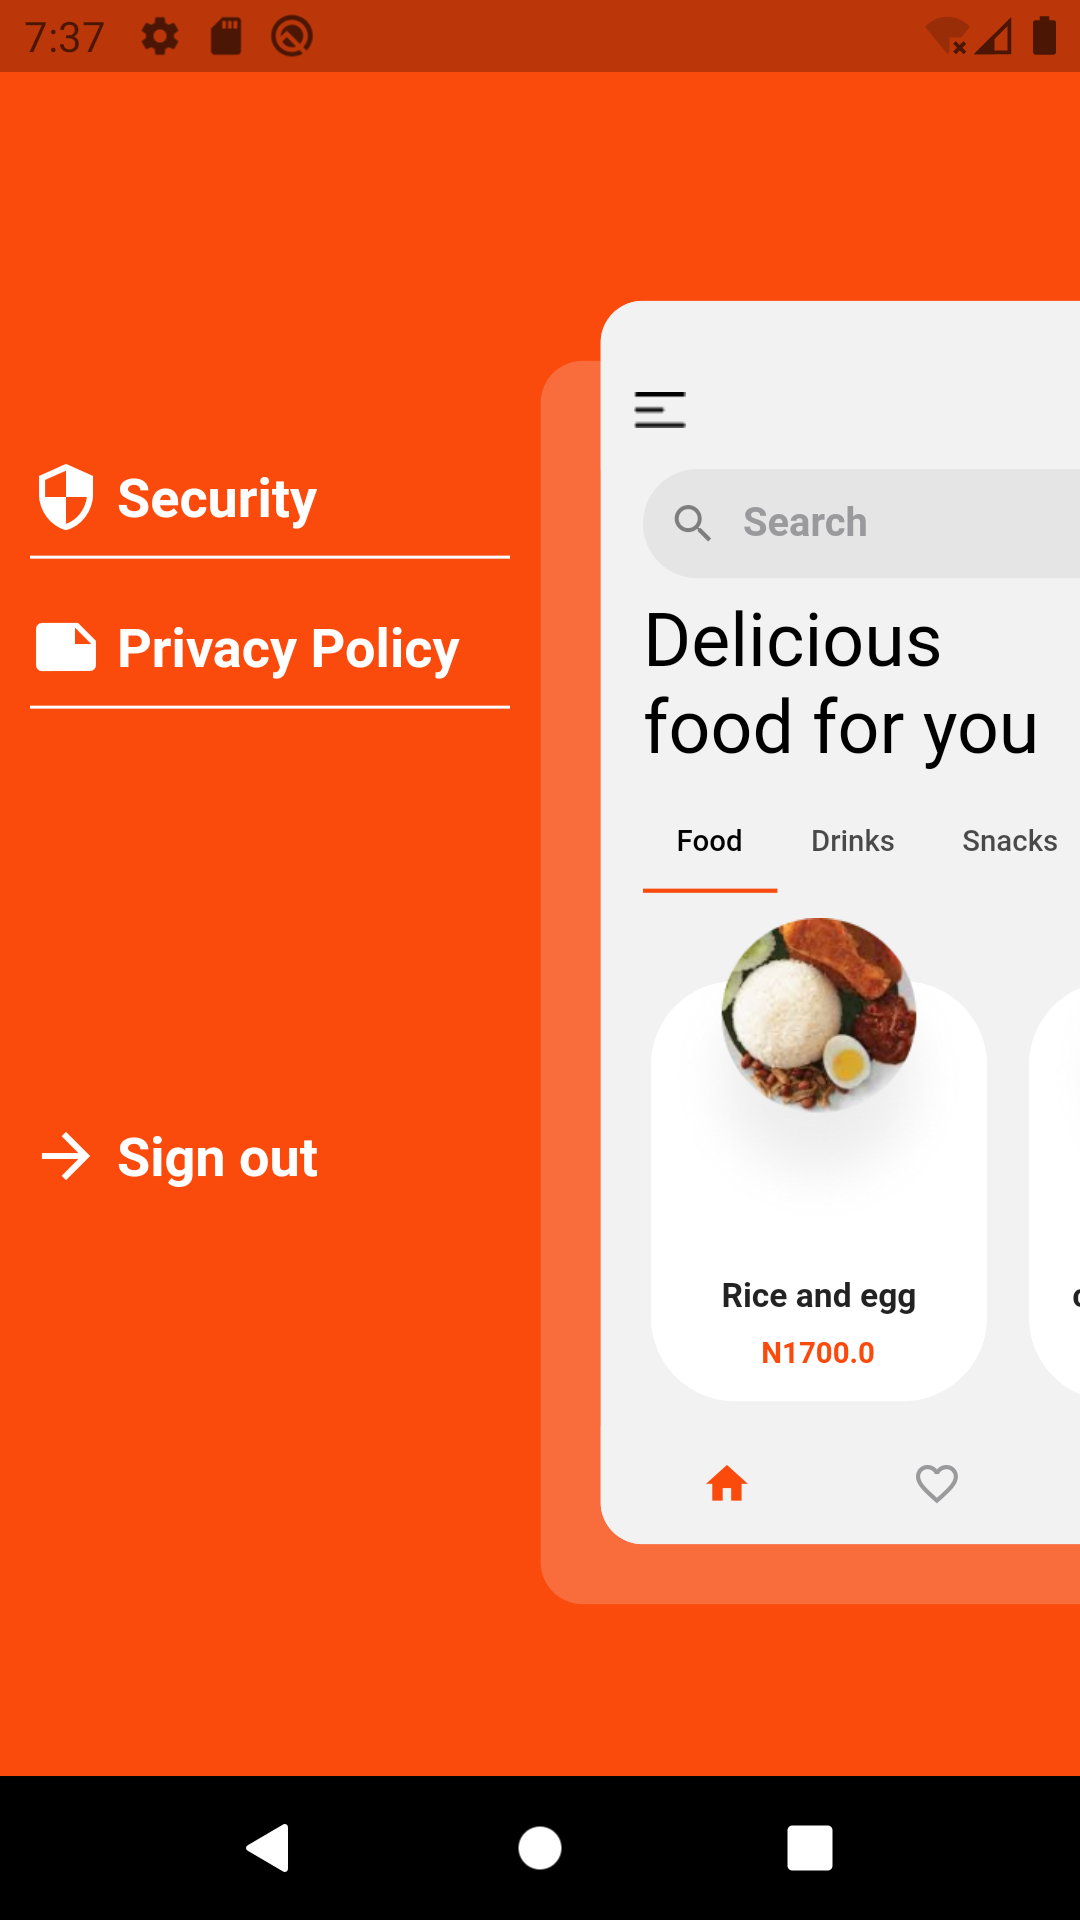 7:37
Security
Privacy Policy
Sign out
Search
Delicious
food for you
Food Drinks Snacks
Rice and egg
N1700.0